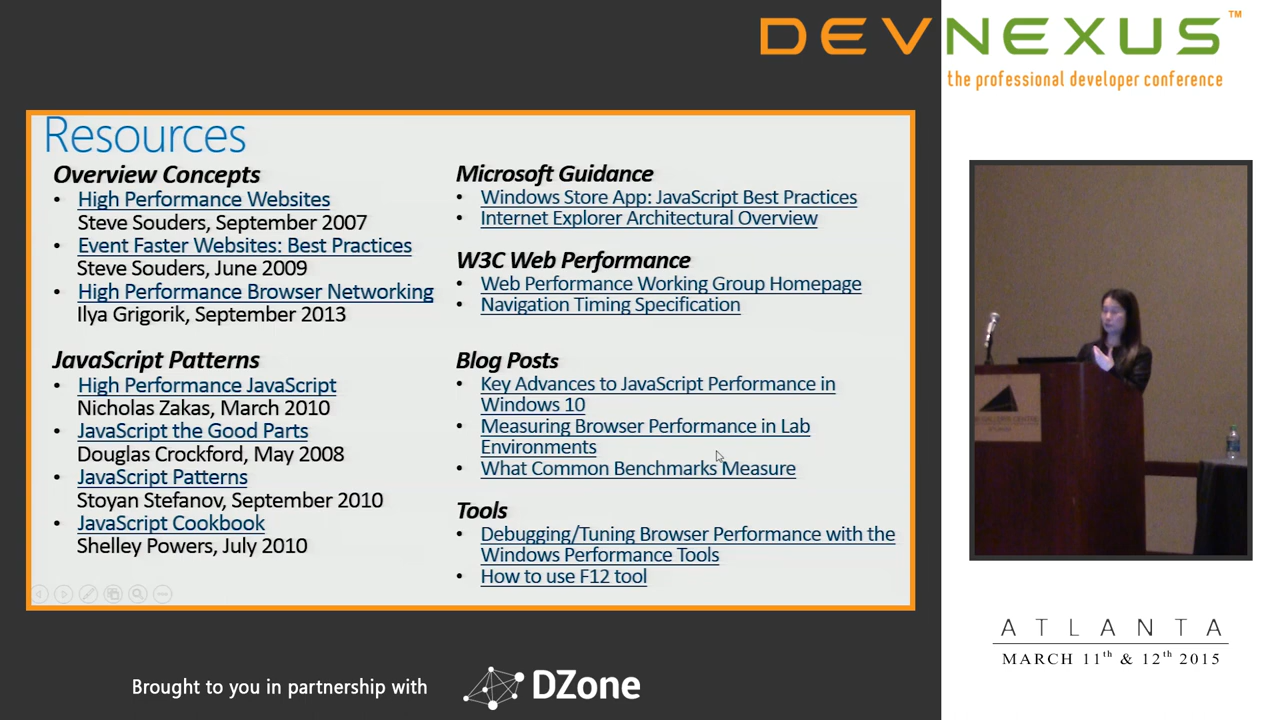 DEVNEXUS™
the professional developer conference
Resources
Overview Concepts
• High Performance Websites
Steve Souders, September 2007
• Event Faster Websites: Best Practices
Steve Souders, June 2009
• High Performance Browser Networking
Ilya Grigorik, September 2013
JavaScript Patterns
• High Performance JavaScript
Nicholas Zakas, March 2010
• JavaScript the Good Parts
Douglas Crockford, May 2008
• JavaScript Patterns
Stoyan Stefanov, September 2010
• JavaScript Cookbook
Shelley Powers, July 2010
Microsoft Guidance
• Windows Store App: JavaScript Best Practices
• Internet Explorer Architectural Overview
W3C Web Performance
• Web Performance Working Group Homepage
• Navigation Timing Specification
Blog Posts
• Key Advances to JavaScript Performance in
Windows 10
• Measuring Browser Performance in Lab
Environments
• What Common Benchmarks Measure
Tools
• Debugging/Tuning Browser Performance with the
Windows Performance Tools
• How to use F12 tool
ATLANTA
MARCH 11th & 12th 2015
Brought to you in partnership with
DZone